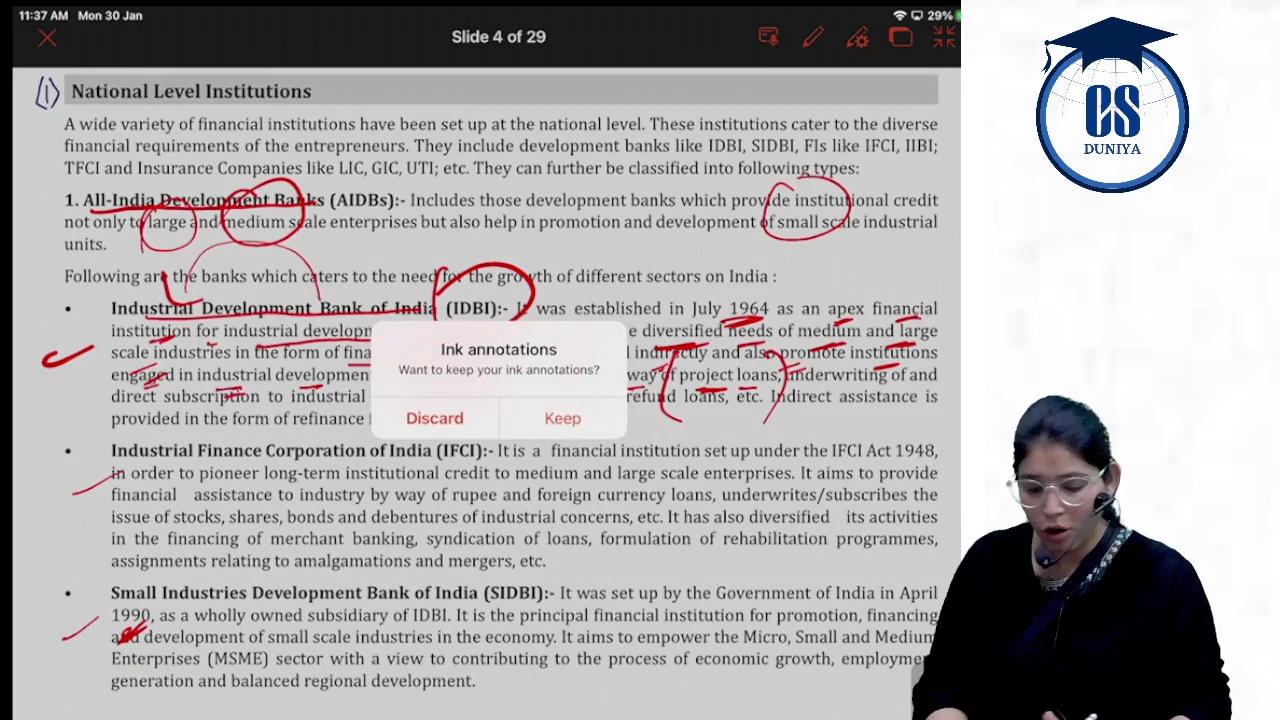 11:37 AM Mon 30 Jan
29%
Slide 4 of 29
CS
DUNIYA
(1)
National Level Institutions
A wide variety of financial institutions have been set up at the national level. These institutions cater to the diverse
financial requirements of the entrepreneurs. They include development banks like IDBI, SIDBI, FIs like IFCI, IIBI;
TFCI and Insurance Companies like LIC, GIC, UTI; etc. They can further be classified into following types:
1. All-India Development Banks (AIDBs):- Includes those development banks which provide institutional credit
not only to large and medium scale enterprises but also help in promotion and development of small scale industrial
units.
Following are the banks which caters to the need for the growth of different sectors on India :
• Industrial Development Bank of India (IDBI):- It was established in July 1964 as an apex financial
institution for industrial develop e diversified needs of medium and large
scale industries in the form of fina indirectly and also promote institutions
engaged in industrial development way of project loans, underwriting of and
direct subscription to industrial refund loans, etc. Indirect assistance is
provided in the form of refinance
Ink annotations
Want to keep your ink annotations?
Discard Keep
• Industrial Finance Corporation of India (IFCI):- It is a financial institution set up under the IFCI Act 1948,
in order to pioneer long-term institutional credit to medium and large scale enterprises. It aims to provide
financial assistance to industry by way of rupee and foreign currency loans, underwrites/subscribes the
issue of stocks, shares, bonds and debentures of industrial concerns, etc. It has also diversified its activities
in the financing of merchant banking, syndication of loans, formulation of rehabilitation programmes,
assignments relating to amalgamations and mergers, etc.
• Small Industries Development Bank of India (SIDBI):- It was set up by the Government of India in April
1990, as a wholly owned subsidiary of IDBI. It is the principal financial institution for promotion, financing
and development of small scale industries in the economy. It aims to empower the Micro, Small and Medium
Enterprises (MSME) sector with a view to contributing to the process of economic growth, employmen
generation and balanced regional development.